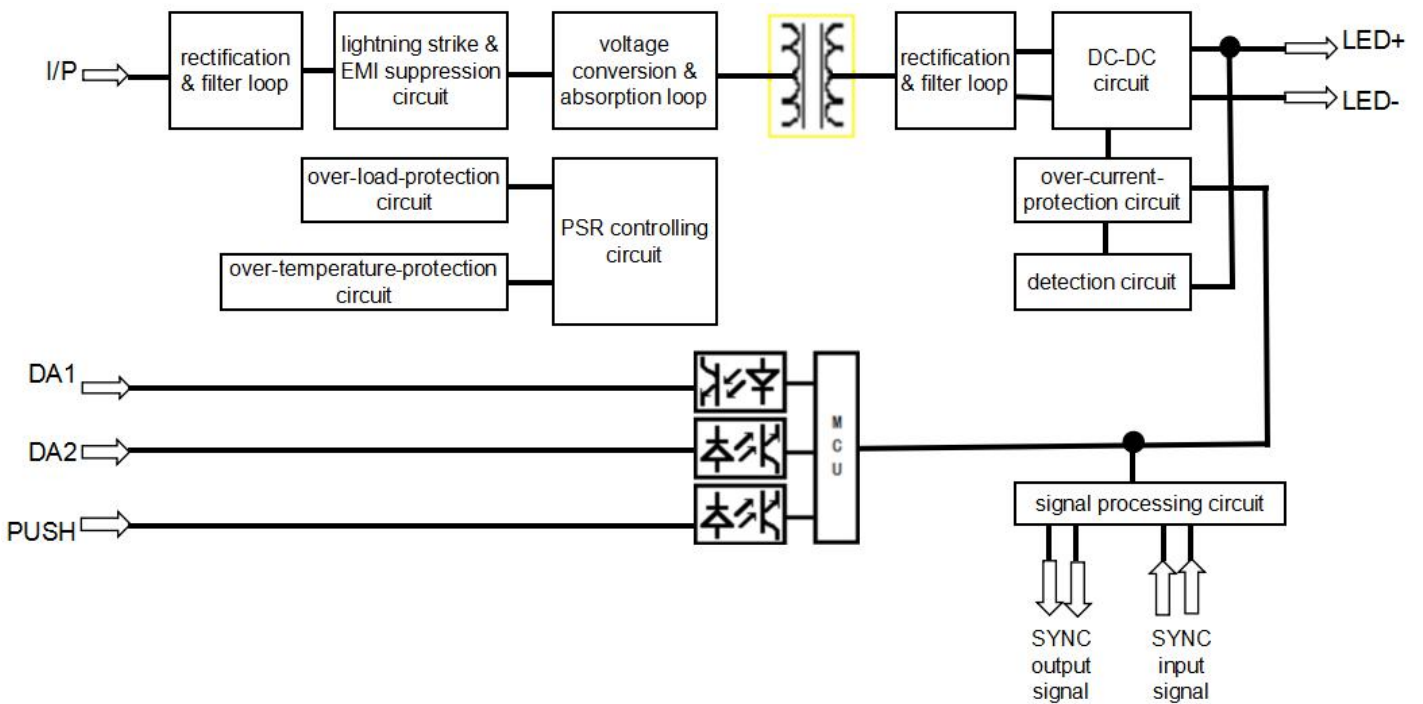 I/P
rectification
& filter loop
lightning strike &
EMI suppression
circuit
voltage
conversion &
absorption loop
rectification
& filter loop
DC-DC
circuit
LED+
LED-
over-load-protection
circuit
over-temperature-protection
circuit
PSR controlling
circuit
over-current-
protection circuit
detection circuit
DA1
DA2
PUSH
M
C
U
signal processing circuit
SYNC
output
signal
SYNC
input
signal